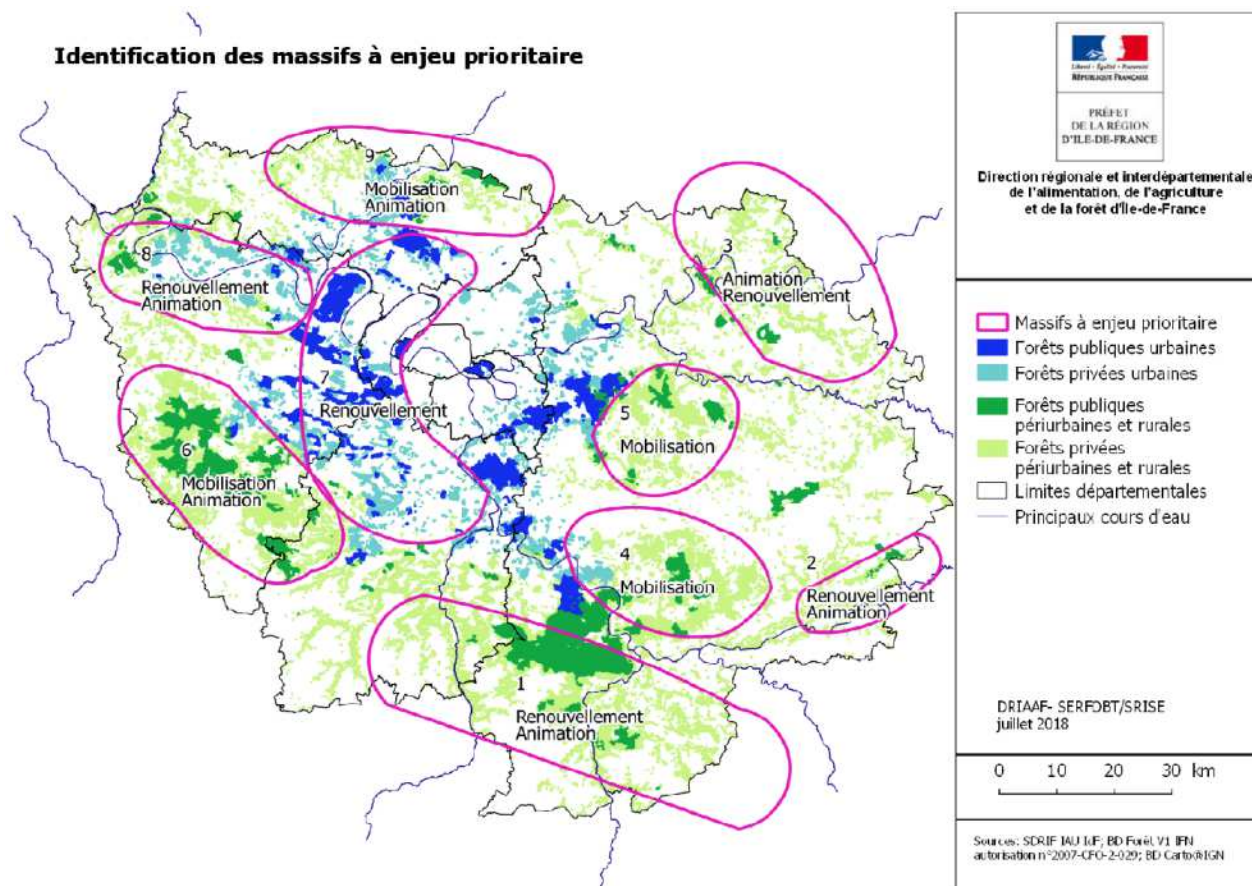 Identification des massifs à enjeu prioritaire
9
Mobilisation
Animation
8
Renouvellement
Animation
3
Animation
Renouvellement
7
Renouvellement
5
Mobilisation
6
Mobilisation
Animation
4
Mobilisation
2
Renouvellement
Animation
1
Renouvellement
Animation
Liberté • Égalité • Fraternité
RÉPUBLIQUE FRANÇAISE
PRÉFET
DE LA RÉGION
D'ILE-DE-FRANCE
Direction régionale et interdépartementale
de l'alimentation, de l'agriculture
et de la forêt d'Île-de-France
Massifs à enjeu prioritaire
Forêts publiques urbaines
Forêts privées urbaines
Forêts publiques
périurbaines et rurales
Forêts privées
périurbaines et rurales
Limites départementales
Principaux cours d'eau
DRIAAF- SERFOBT/SRISE
juillet 2018
0 10 20 30 km
Sources: SDRIF IAU IdF; BD Forêt V1 IFN
autorisation n°2007-CFO-2-029; BD Carto®IGN